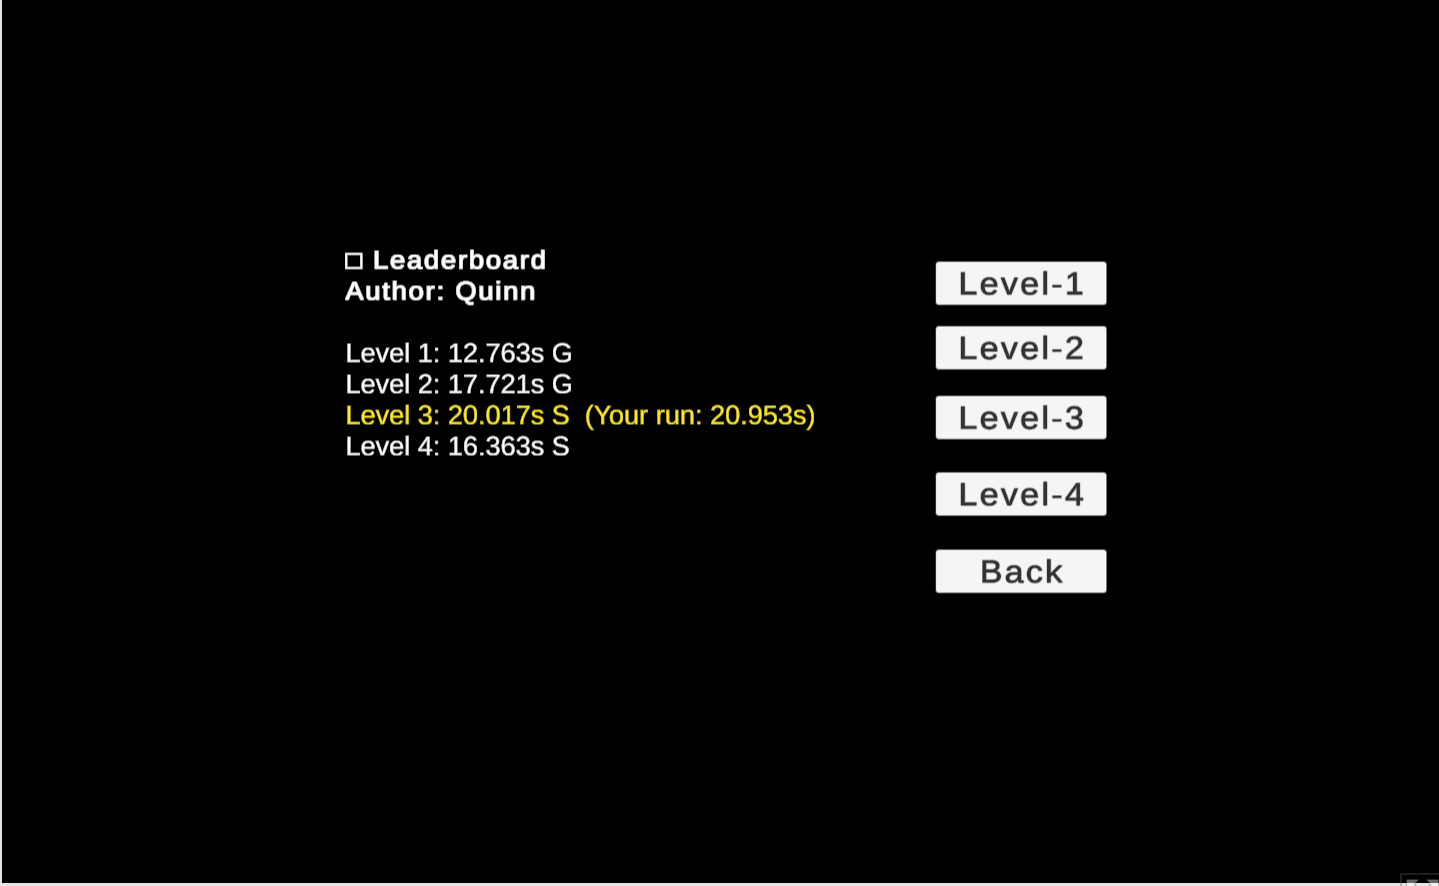 □ Leaderboard
Author: Quinn
Level 1: 12.763s G
Level 2: 17.721s G
Level 3: 20.017s S (Your run: 20.953s)
Level 4: 16.363s S
Level-1
Level-2
Level-3
Level-4
Back